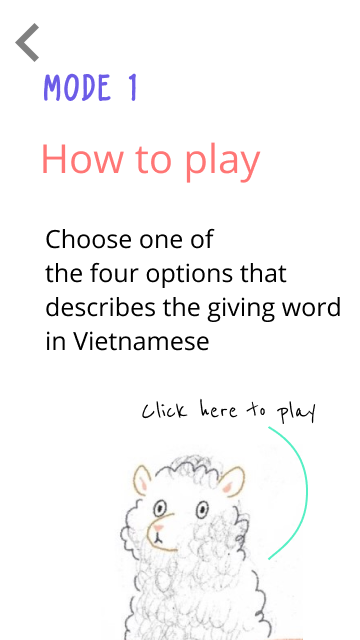 MODE 1
How to play
Choose one of
the four options that
describes the giving word
in Vietnamese
Click here to play